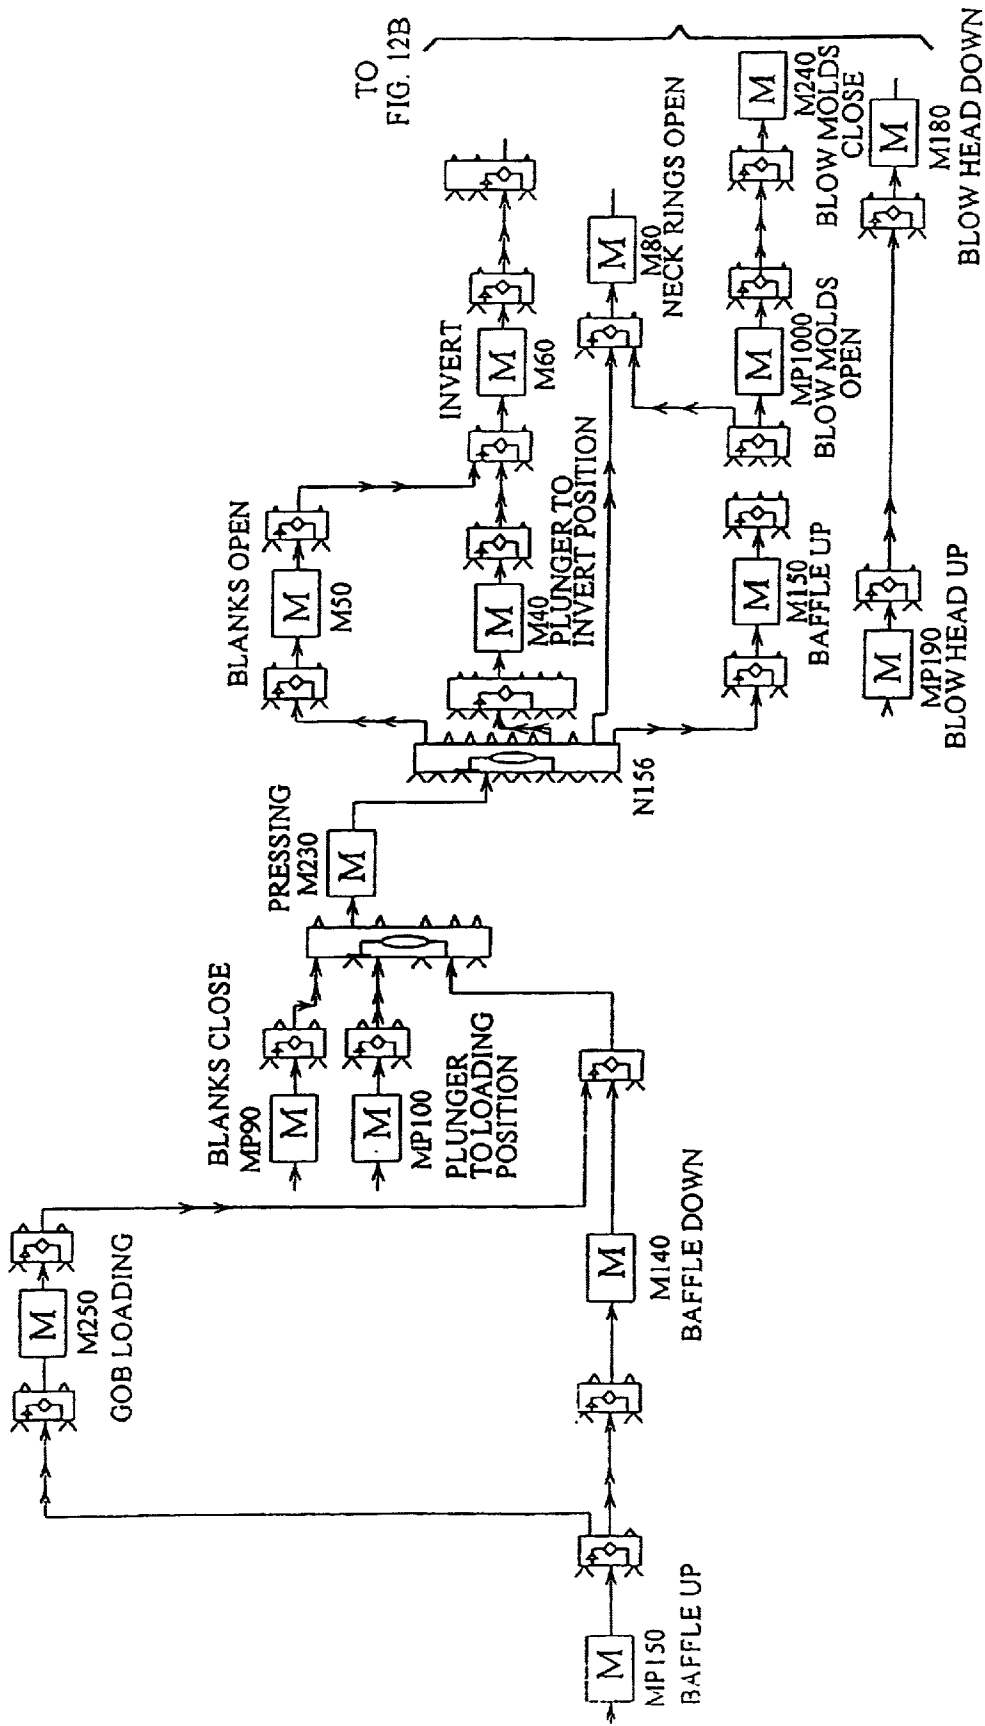 TO
FIG. 12B
BLANKS OPEN
M
M50
INVERT
M
M60
M
M40
PLUNGER TO
INVERT POSITION
M
M80
NECK RINGS OPEN
M
M240
BLOW MOLDS
CLOSE
M
MP1000
BLOW MOLDS
OPEN
M
M150
BAFFLE UP
M
M180
BLOW HEAD DOWN
M
MP190
BLOW HEAD UP
N156
PRESSING
M230
M
BLANKS CLOSE
MP90
M
M
MP100
PLUNGER
TO LOADING
POSITION
M
M250
GOB LOADING
M
M140
BAFFLE DOWN
M
MP150
BAFFLE UP